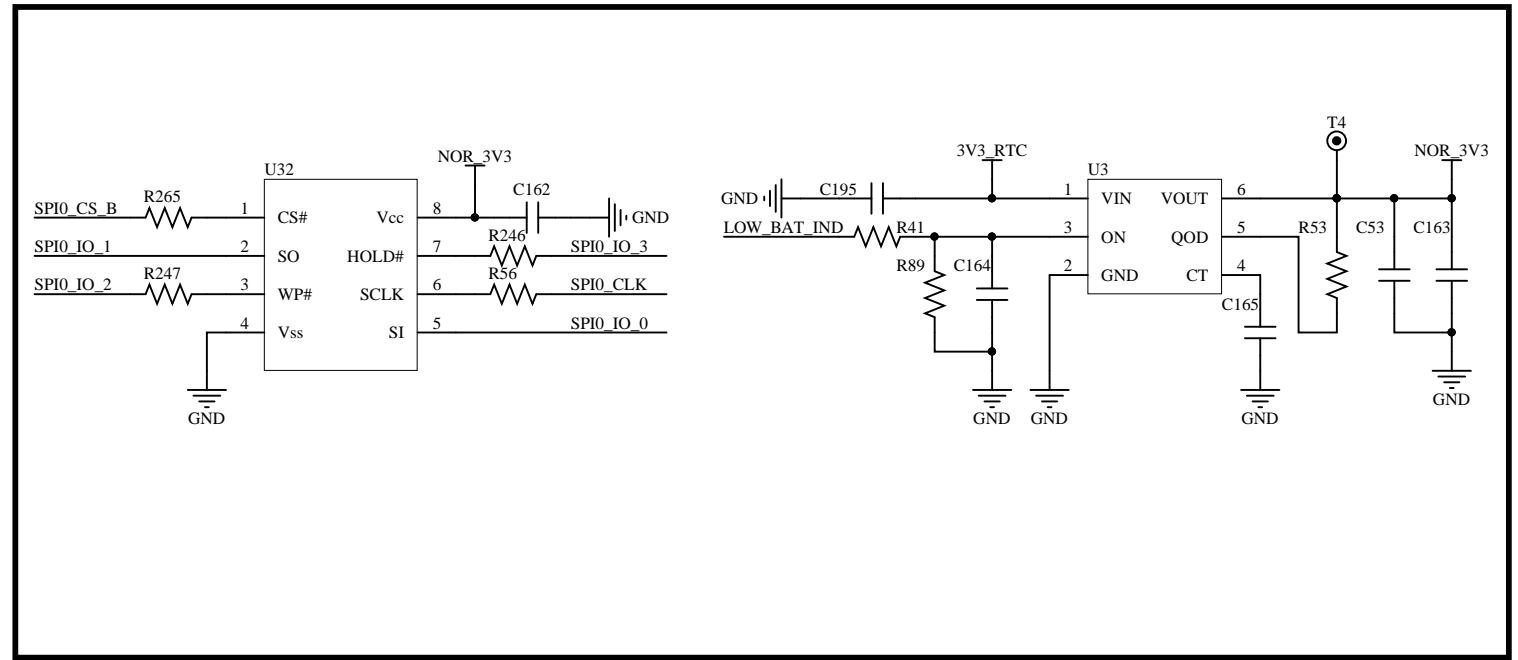 U32
NOR_3V3
SPI0_CS_B
R265
1
CS#
Vcc
8
C162
GND
SPI0_IO_1
2
SO
HOLD#
7
R246
SPI0_IO_3
SPI0_IO_2
R247
3
WP#
SCLK
6
R56
SPI0_CLK
4
Vss
SI
5
SPI0_IO_0
GND
T4
3V3_RTC
U3
NOR_3V3
GND
C195
1
VIN
VOUT
6
LOW_BAT_IND
R41
3
ON
QOD
5
R53
C53
C163
R89
C164
2
GND
CT
4
C165
GND
GND
GND
GND